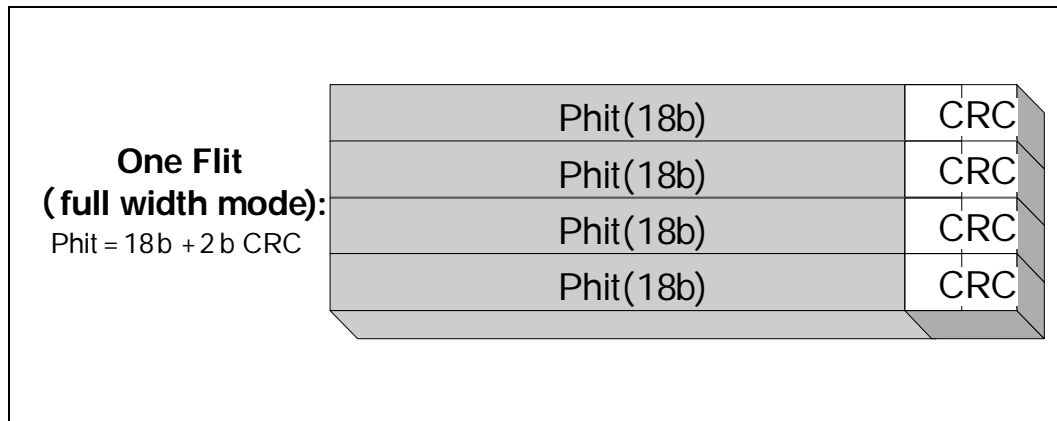 One Flit
(full width mode):
Phit = 18b + 2b CRC
Phit(18b) CRC
Phit(18b) CRC
Phit(18b) CRC
Phit(18b) CRC